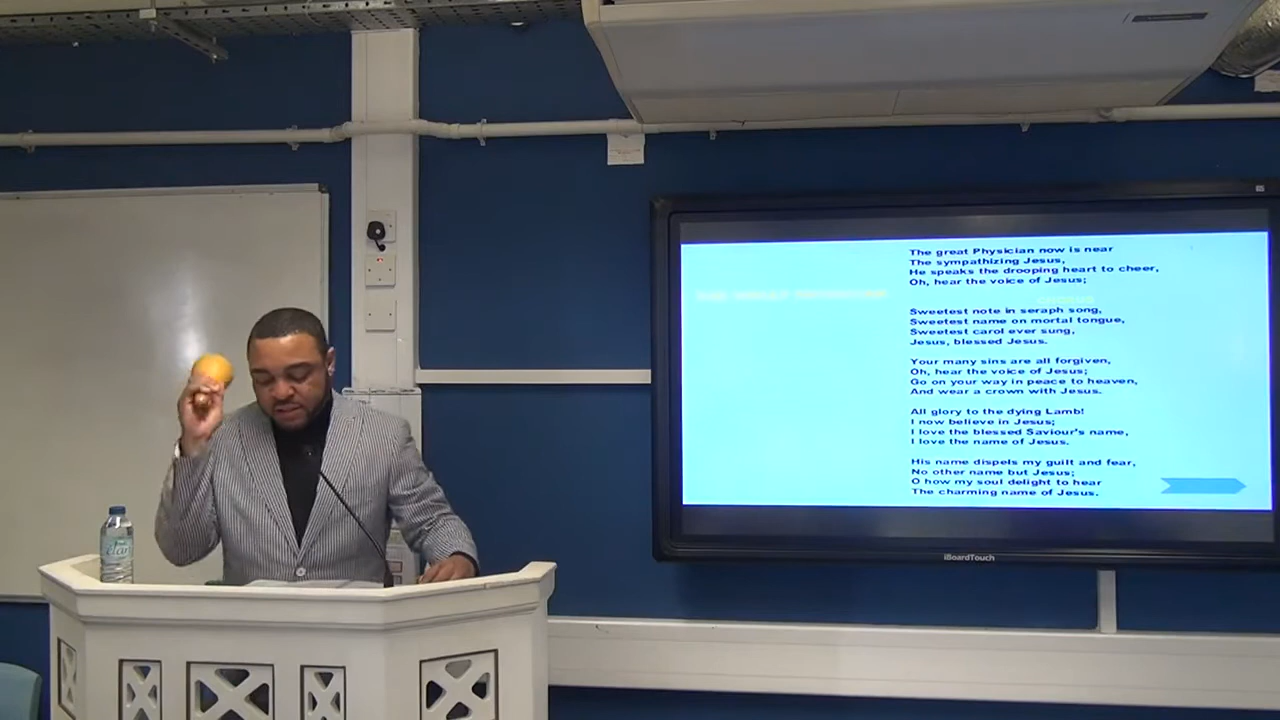 The great Physician now is near
The sympathizing Jesus,
He speaks the drooping heart to cheer,
Oh, hear the voice of Jesus;
Sweetest note in seraph song,
Sweetest name on mortal tongue,
Sweetest carol ever sung,
Jesus, blessed Jesus.
Your many sins are all forgiven,
Oh, hear the voice of Jesus;
Go on your way in peace to heaven,
And wear a crown with Jesus.
All glory to the dying Lamb!
I now believe in Jesus;
I love the blessed Saviour's name,
I love the name of Jesus.
His name dispels my guilt and fear,
No other name but Jesus;
O how my soul delight to hear
The charming name of Jesus.
iBoardTouch